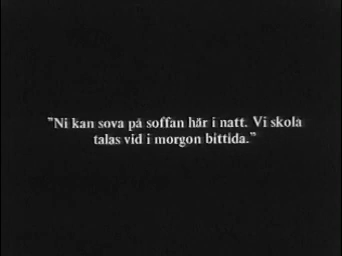 "Ni kan sova på soffan här i natt. Vi skola
talas vid i morgon bittida."